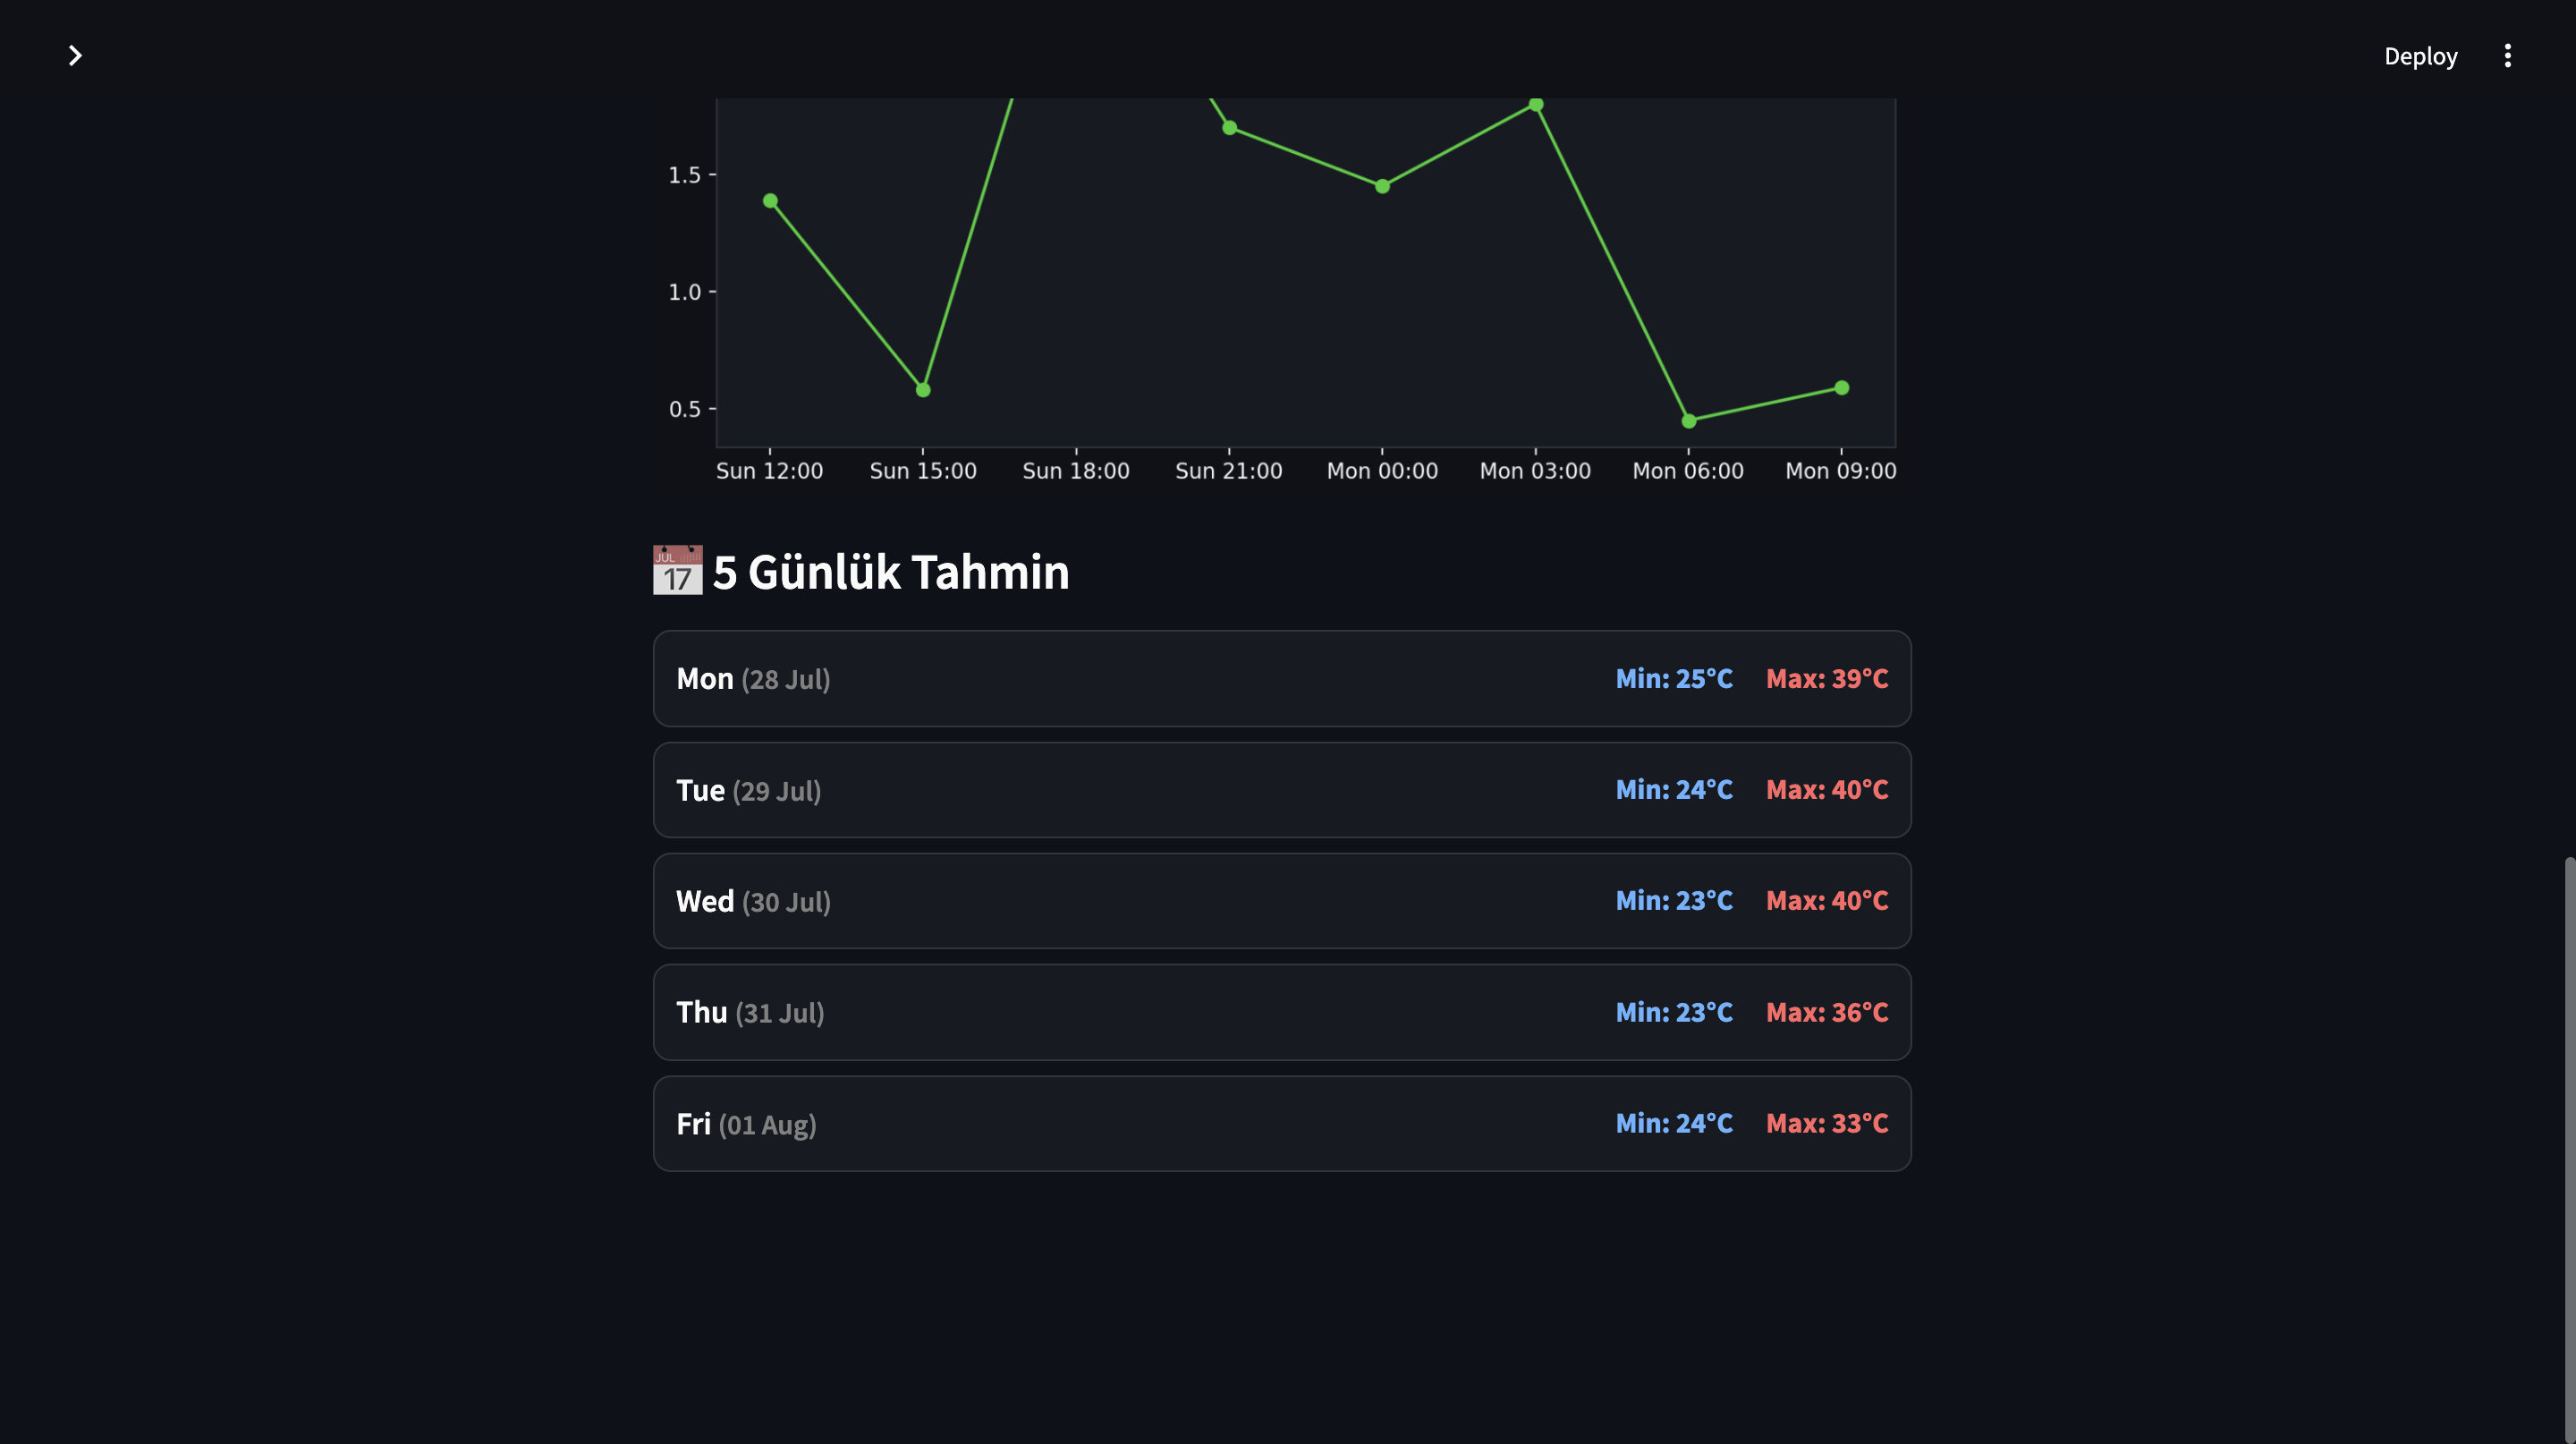 Deploy
1.5
1.0
0.5
Sun 12:00 Sun 15:00 Sun 18:00 Sun 21:00 Mon 00:00 Mon 03:00 Mon 06:00 Mon 09:00
JUL
17
5 Günlük Tahmin
Mon (28 Jul) Min: 25°C Max: 39°C
Tue (29 Jul) Min: 24°C Max: 40°C
Wed (30 Jul) Min: 23°C Max: 40°C
Thu (31 Jul) Min: 23°C Max: 36°C
Fri (01 Aug) Min: 24°C Max: 33°C